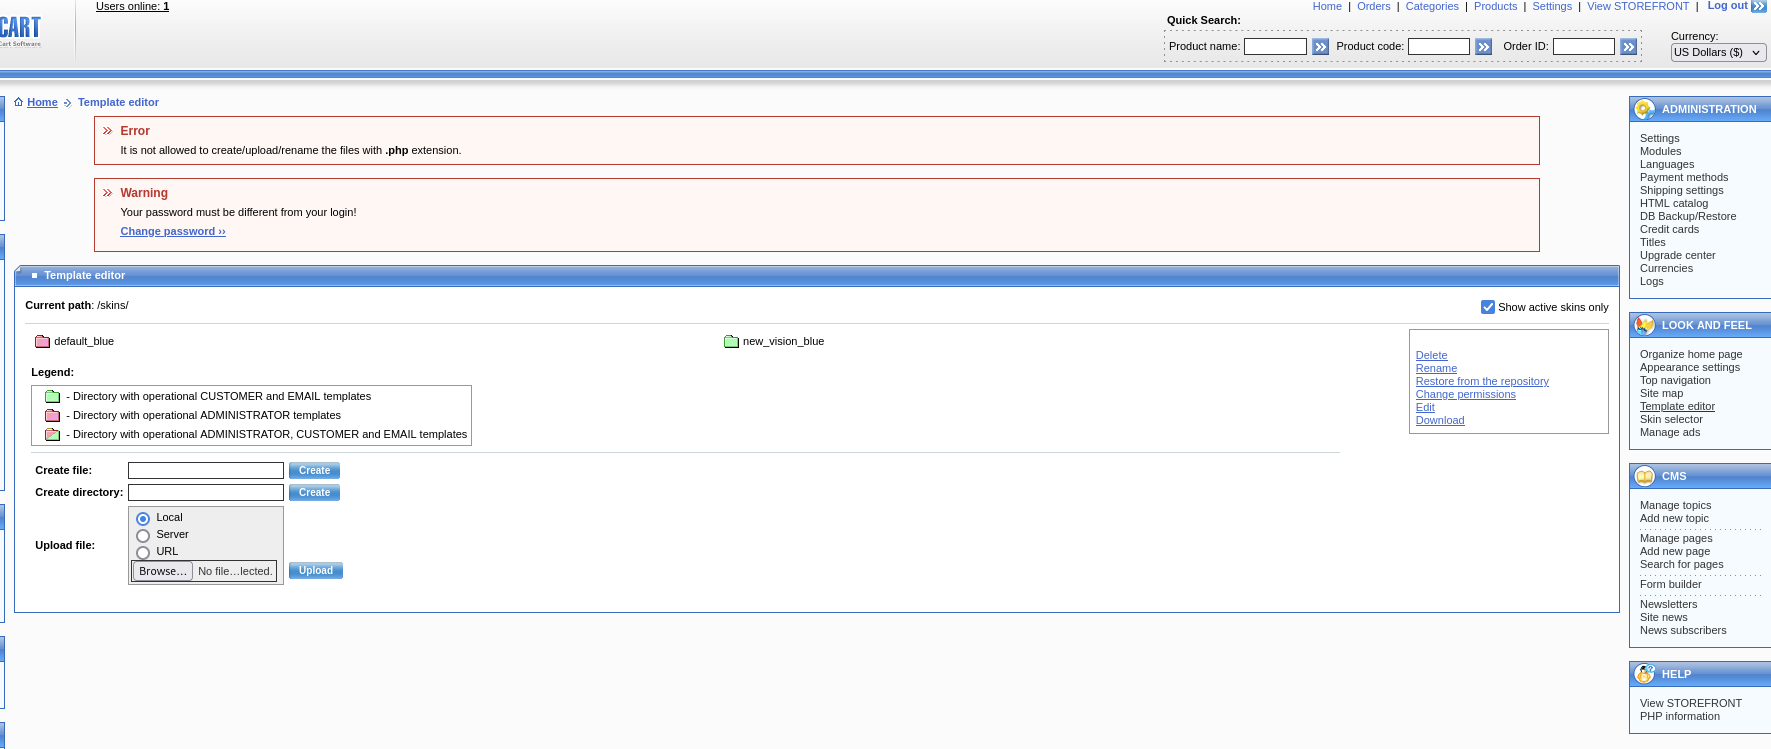 Users online: 1
CART
Cart Software
Home | Orders | Categories | Products | Settings | View STOREFRONT | Log out
Quick Search:
Product name: Product code: Order ID:
Currency:
US Dollars ($)
Home Template editor
Error
It is not allowed to create/upload/rename the files with .php extension.
Warning
Your password must be different from your login!
Change password ››
Template editor
Current path: /skins/
Show active skins only
default_blue
new_vision_blue
Delete
Rename
Restore from the repository
Change permissions
Edit
Download
Legend:
- Directory with operational CUSTOMER and EMAIL templates
- Directory with operational ADMINISTRATOR templates
- Directory with operational ADMINISTRATOR, CUSTOMER and EMAIL templates
Create file: Create
Create directory: Create
Upload file:
Local
Server
URL
Browse... No file...lected. Upload
ADMINISTRATION
Settings
Modules
Languages
Payment methods
Shipping settings
HTML catalog
DB Backup/Restore
Credit cards
Titles
Upgrade center
Currencies
Logs
LOOK AND FEEL
Organize home page
Appearance settings
Top navigation
Site map
Template editor
Skin selector
Manage ads
CMS
Manage topics
Add new topic
Manage pages
Add new page
Search for pages
Form builder
Newsletters
Site news
News subscribers
HELP
View STOREFRONT
PHP information